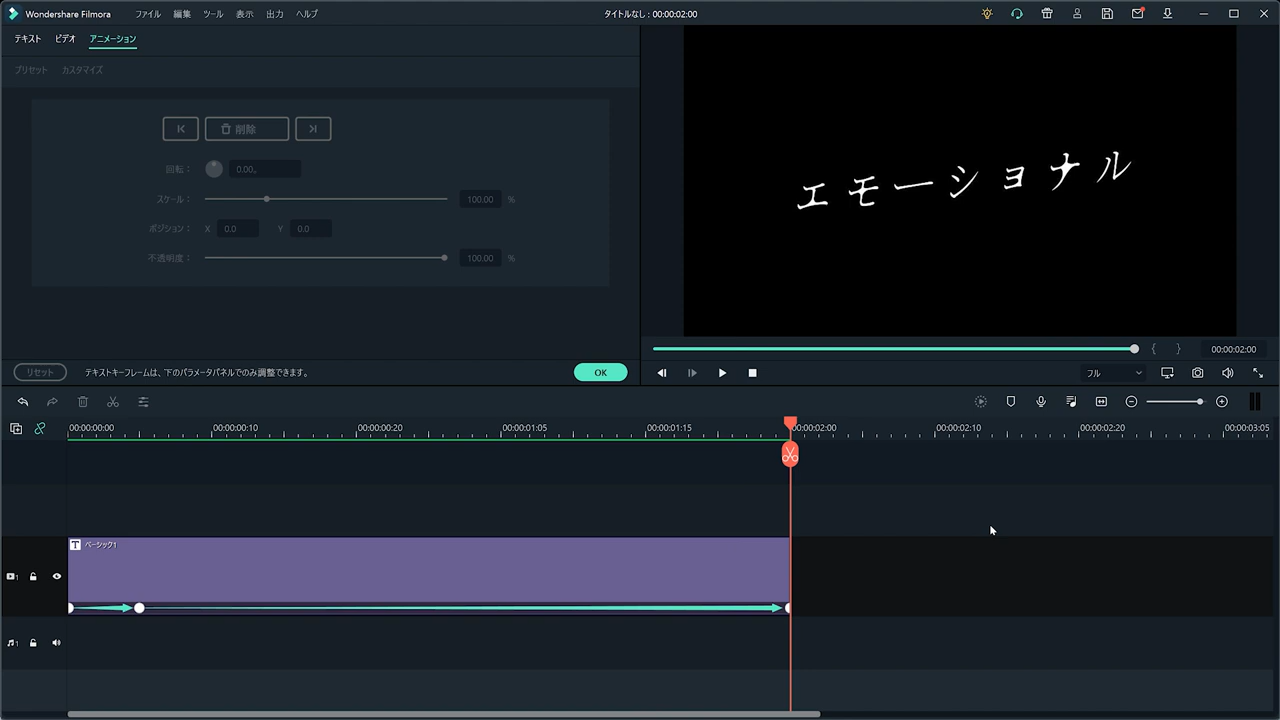 Wondershare Filmora ファイル 編集 ツール 表示 出力 ヘルプ タイトルなし : 00:00:02:00
テキスト ビデオ アニメーション
プリセット カスタマイズ
削除
回転 : 0.00。
スケール : 100.00 %
ポジション : X 0.0 Y 0.0
不透明度 : 100.00 %
エモーショナル
リセット テキストキーフレームは、下のパラメータパネルでのみ調整できます。 OK
{ } 00:00:02:00
フル
00:00:00:00 00:00:00:10 00:00:00:20 00:00:01:05 00:00:01:15 00:00:02:00 00:00:02:10 00:00:02:20 00:00:03:05
T ベーシック1
1
1